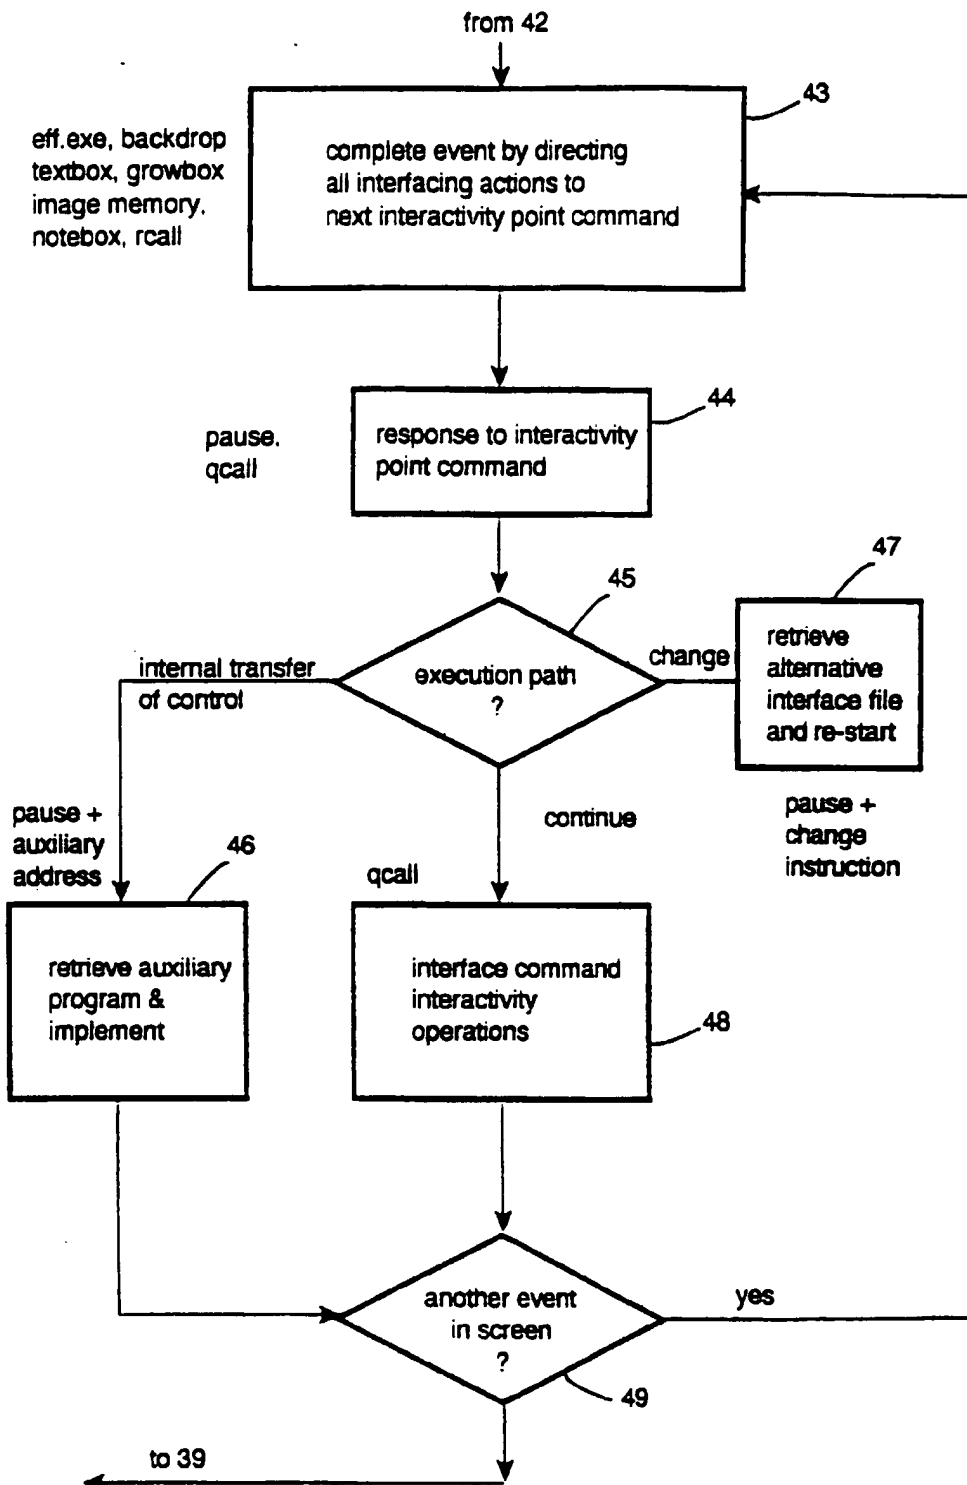 from 42
43
eff.exe, backdrop
textbox, growbox
image memory.
notebox, rcall
complete event by directing
all interfacing actions to
next interactivity point command
44
pause.
qcall
response to interactivity
point command
45
47
internal transfer
of control
execution path
?
change
retrieve
alternative
interface file
and re-start
pause +
auxiliary
address
46
continue
qcall
pause +
change
instruction
retrieve auxiliary
program &
implement
interface command
interactivity
operations
48
another event
in screen
?
yes
49
to 39